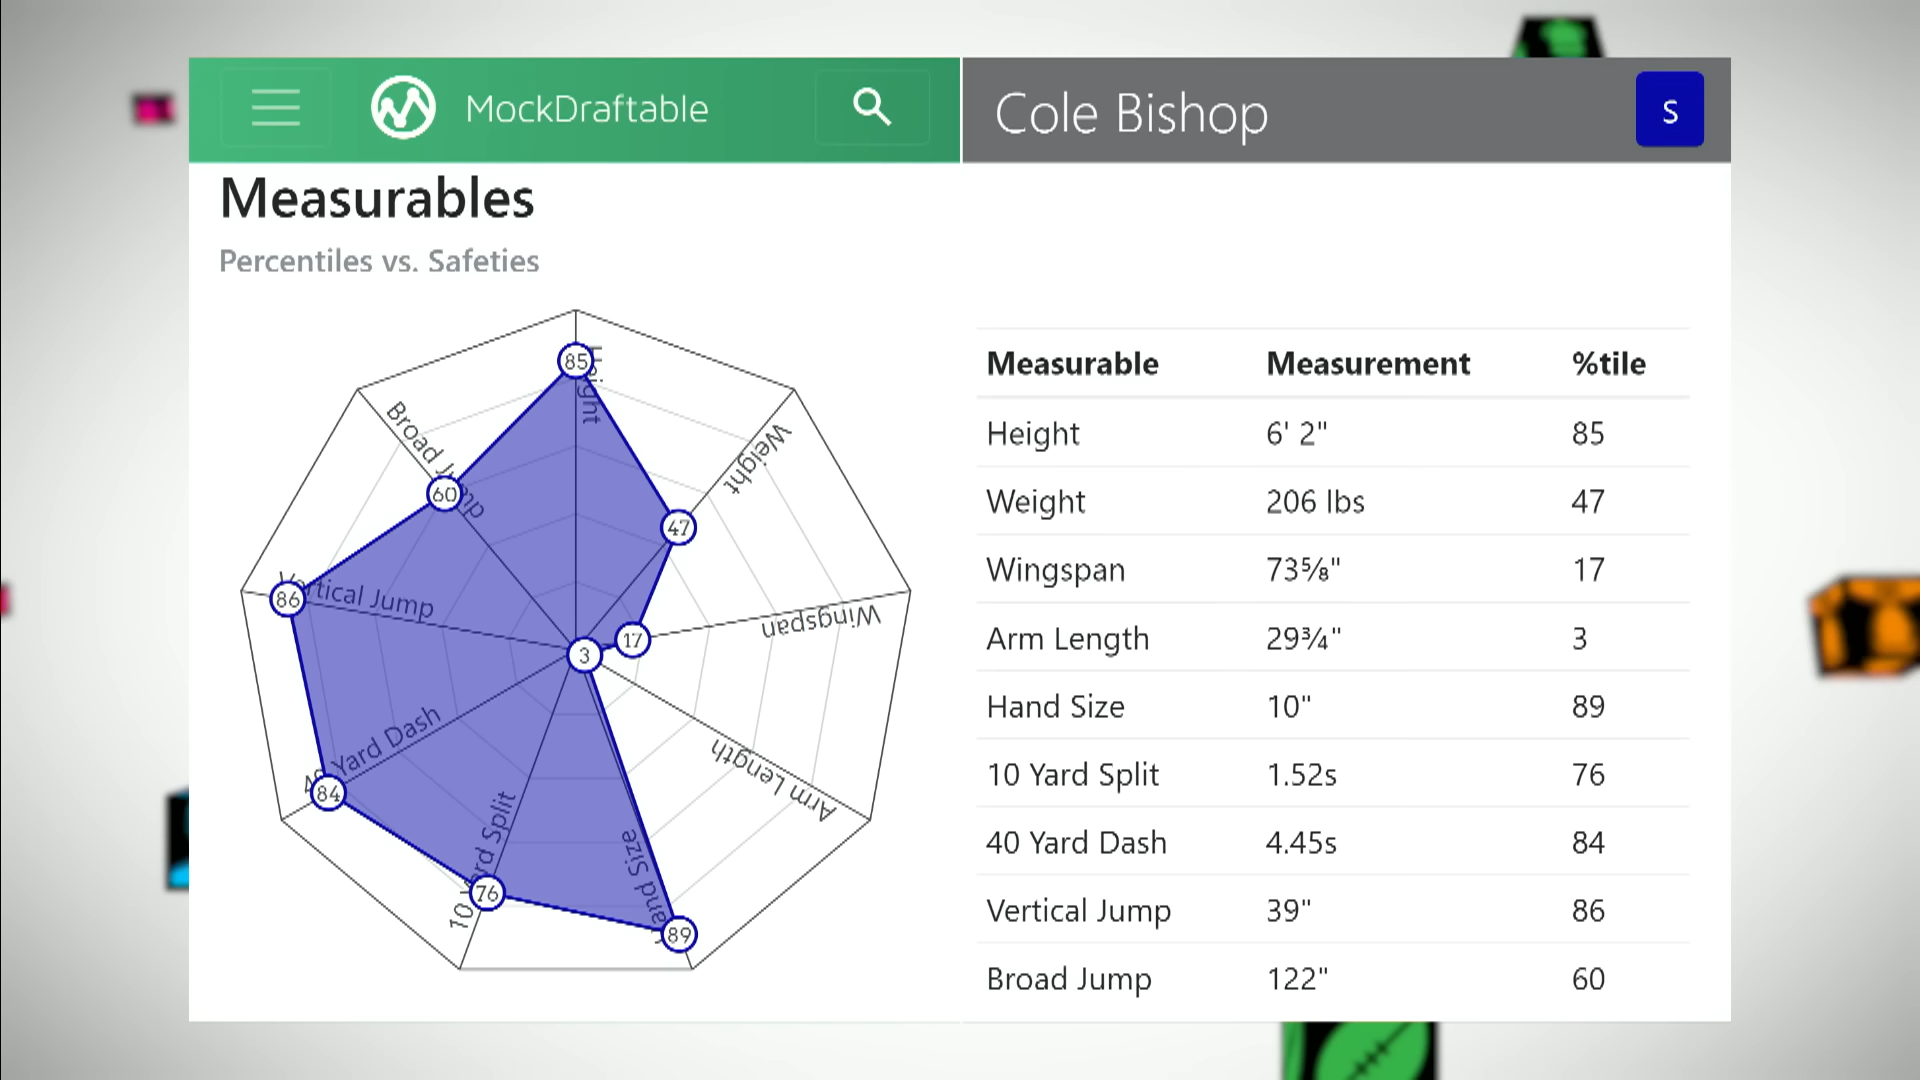 MockDraftable
Cole Bishop
S
Measurables
Percentiles vs. Safeties
Height
85
Weight
47
Wingspan
17
Arm Length
3
Hand Size
89
10 Yard Split
76
Yard Dash
84
Vertical Jump
86
Broad Jump
60
Measurable Measurement %tile
Height 6' 2" 85
Weight 206 lbs 47
Wingspan 73⅝" 17
Arm Length 29¾" 3
Hand Size 10" 89
10 Yard Split 1.52s 76
40 Yard Dash 4.45s 84
Vertical Jump 39" 86
Broad Jump 122" 60